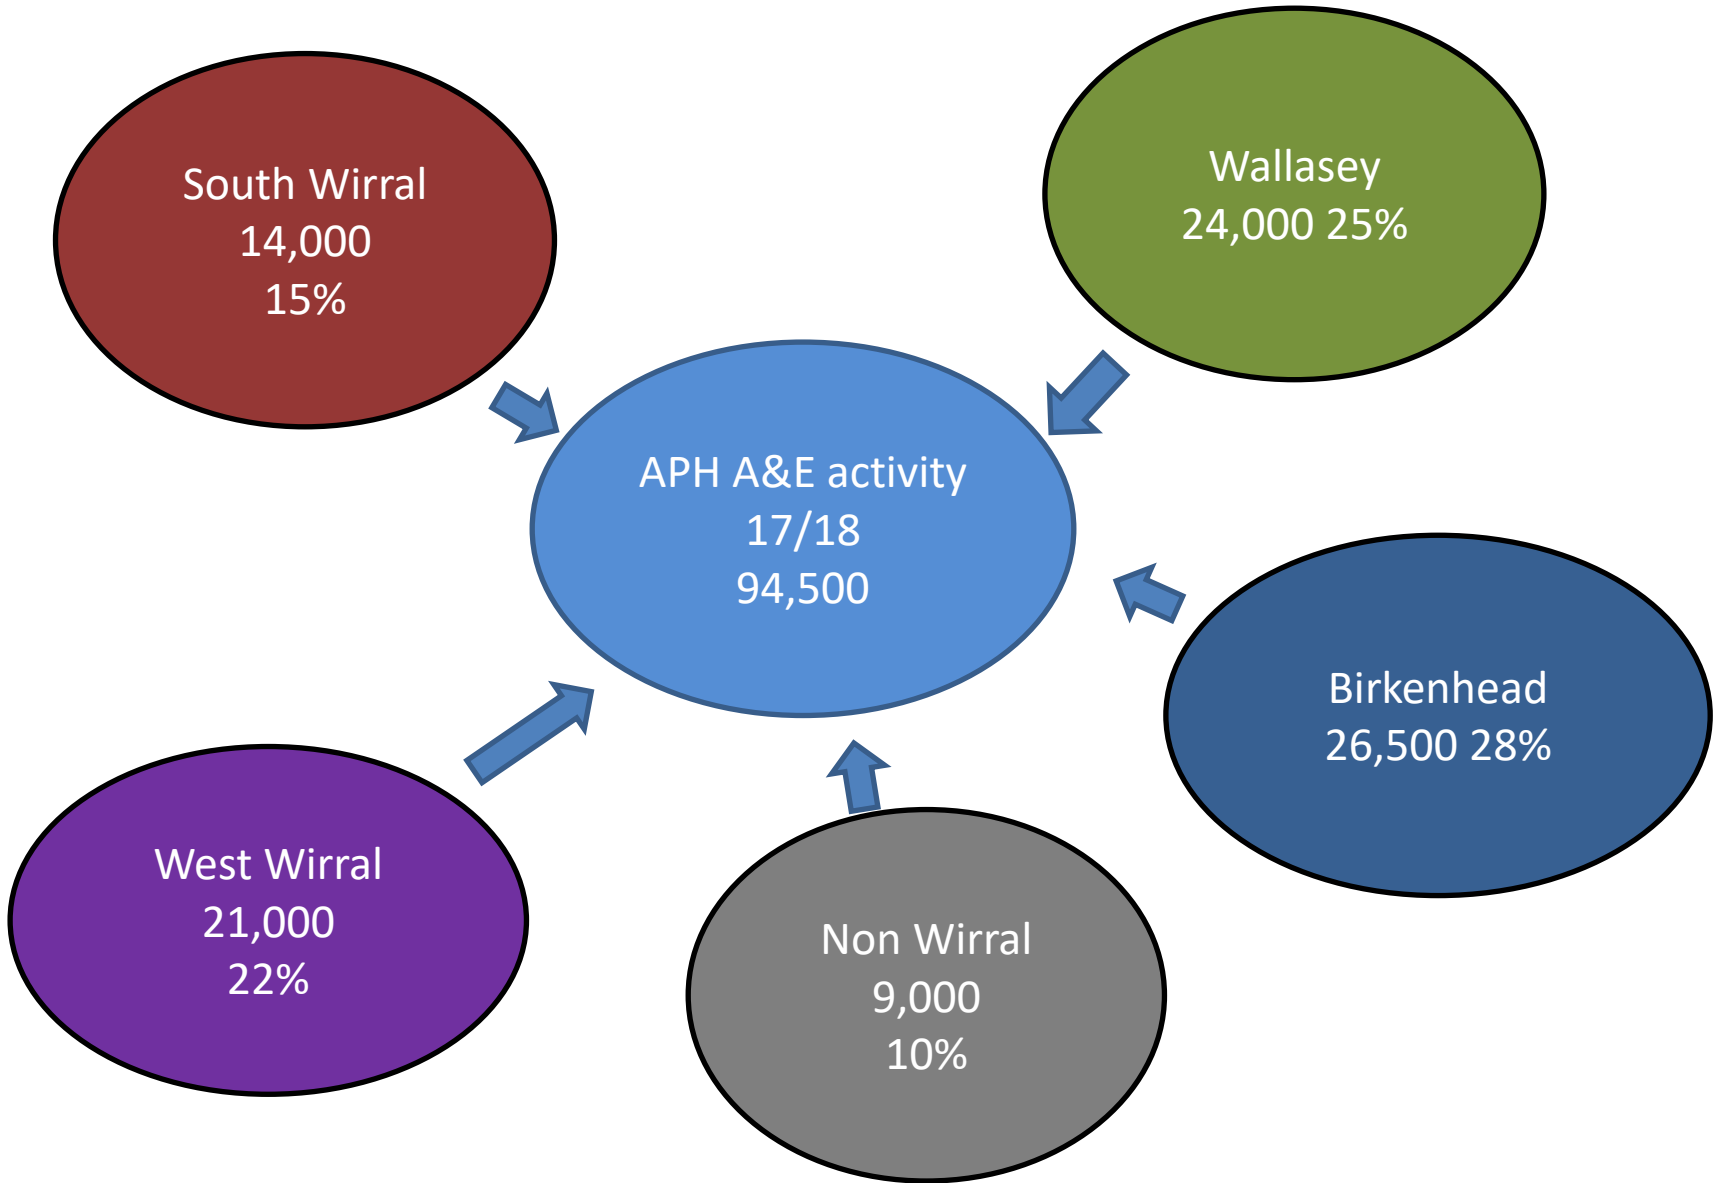 South Wirral
14,000
15%
Wallasey
24,000 25%
APH A&E activity
17/18
94,500
Birkenhead
26,500 28%
West Wirral
21,000
22%
Non Wirral
9,000
10%